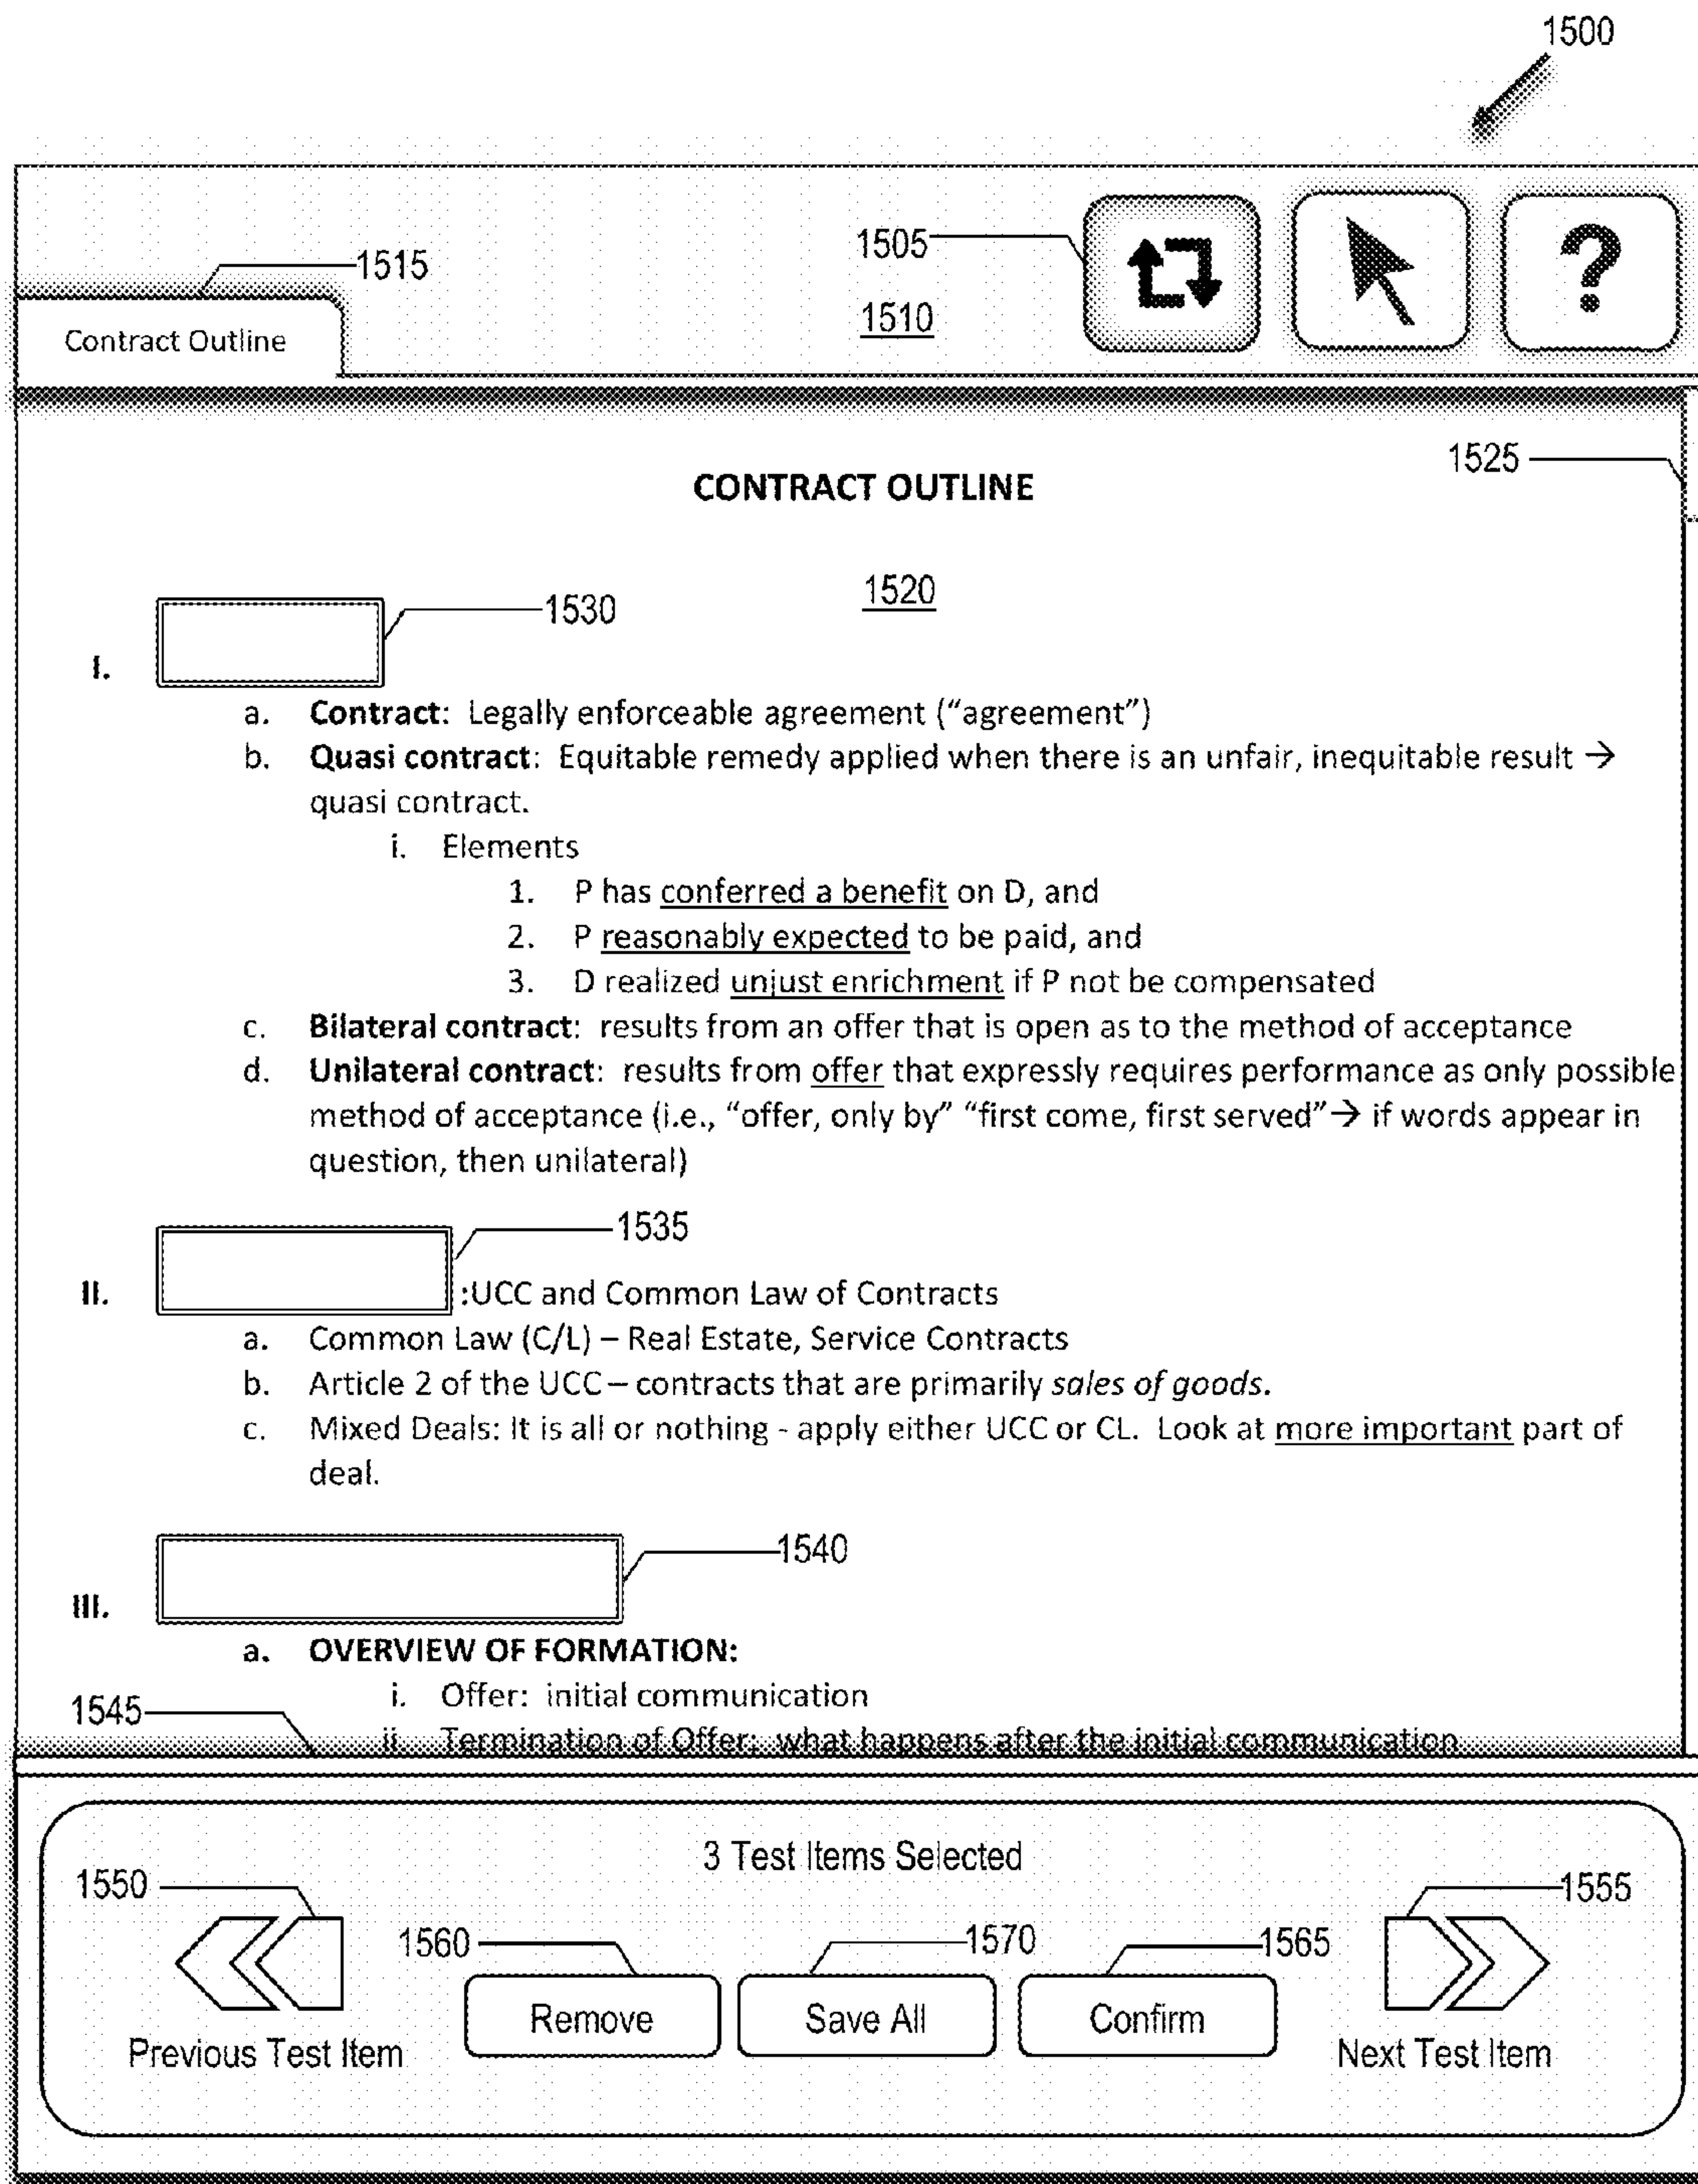 1500
1505
1515
1510
?
Contract Outline
1525
CONTRACT OUTLINE
1520
1530
I.
a. Contract: Legally enforceable agreement (“agreement”)
b. Quasi contract: Equitable remedy applied when there is an unfair, inequitable result →
quasi contract.
i. Elements
1. P has conferred a benefit on D, and
2. P reasonably expected to be paid, and
3. D realized unjust enrichment if P not be compensated
c. Bilateral contract: results from an offer that is open as to the method of acceptance
d. Unilateral contract: results from offer that expressly requires performance as only possible
method of acceptance (i.e., “offer, only by” “first come, first served”→ if words appear in
question, then unilateral)
1535
II. :UCC and Common Law of Contracts
a. Common Law (C/L) – Real Estate, Service Contracts
b. Article 2 of the UCC – contracts that are primarily sales of goods.
c. Mixed Deals: It is all or nothing - apply either UCC or CL. Look at more important part of
deal.
1540
III.
a. OVERVIEW OF FORMATION:
i. Offer: initial communication
1545
ii. Termination of Offer: what happens after the initial communication
3 Test Items Selected
1550
1555
1560
1570
1565
Remove
Save All
Confirm
Previous Test Item
Next Test Item